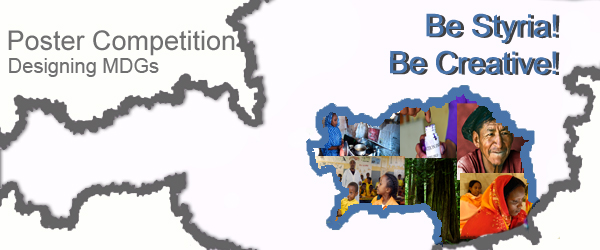 Poster Competition
Designing MDGs
Be Styria!
Be Creative!